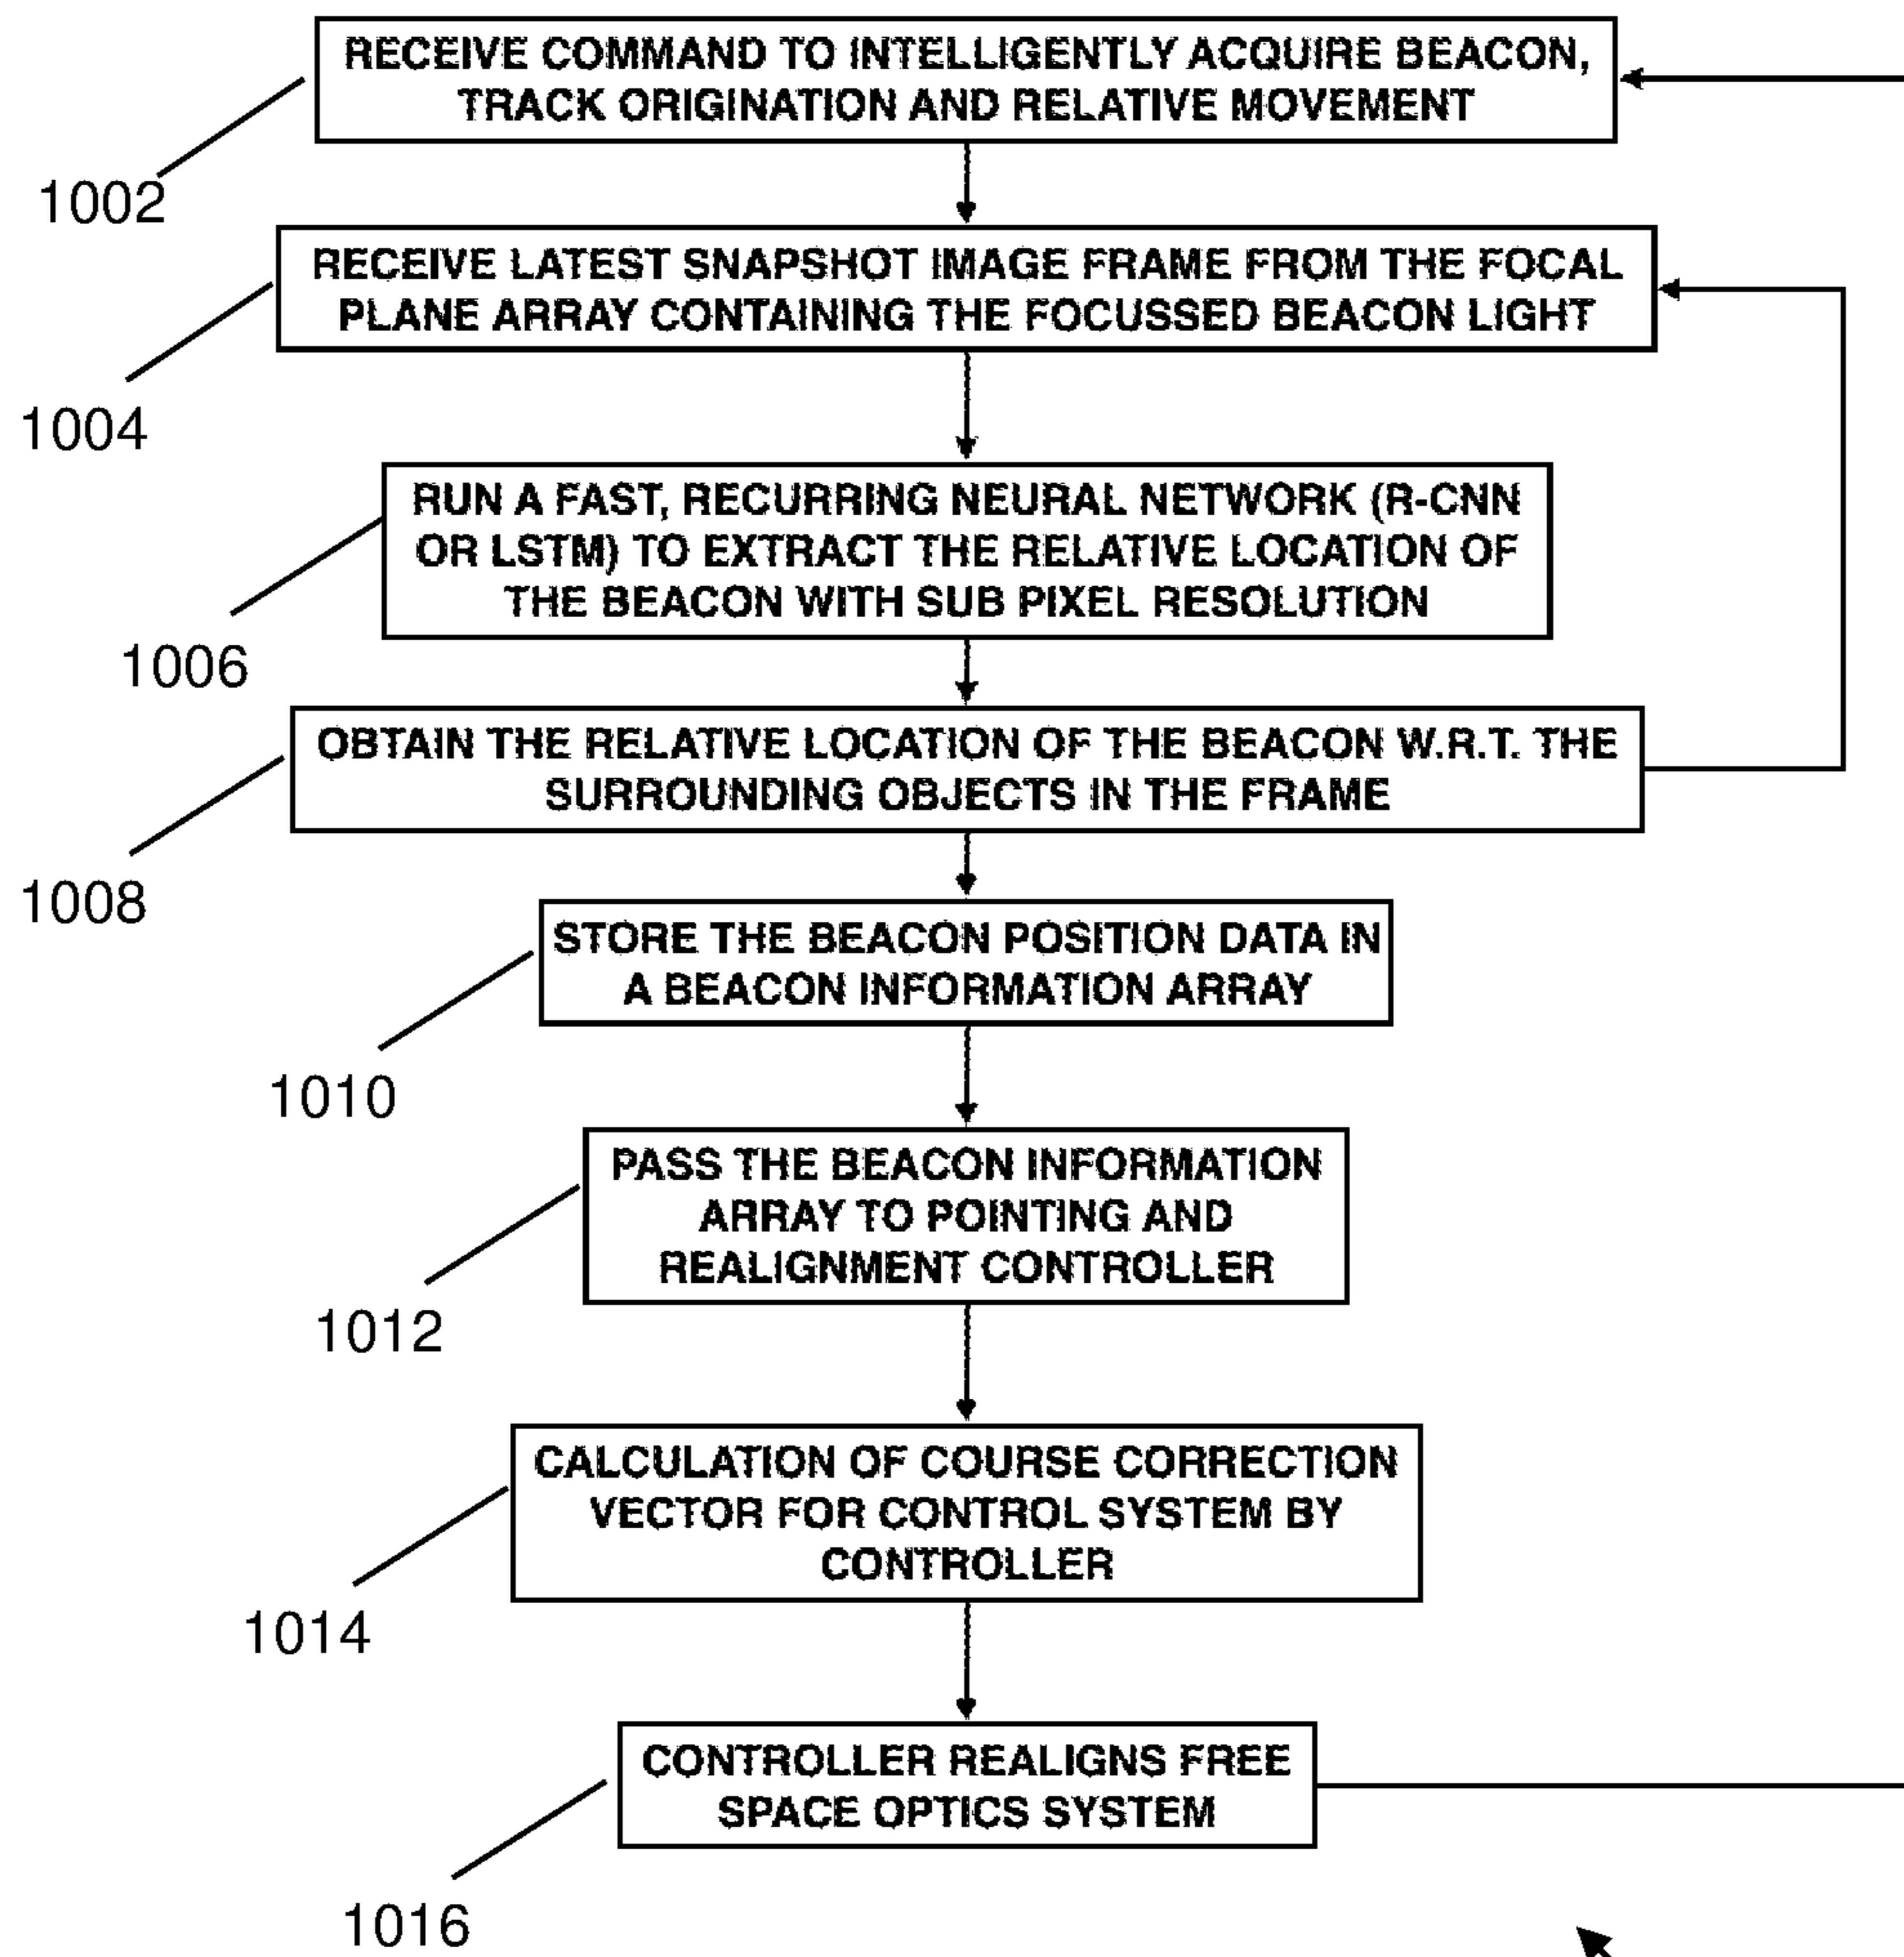 RECEIVE COMMAND TO INTELLIGENTLY ACQUIRE BEACON,
TRACK ORIGINATION AND RELATIVE MOVEMENT
1002
RECEIVE LATEST SNAPSHOT IMAGE FRAME FROM THE FOCAL
PLANE ARRAY CONTAINING THE FOCUSSED BEACON LIGHT
1004
RUN A FAST, RECURRING NEURAL NETWORK (R-CNN
OR LSTM) TO EXTRACT THE RELATIVE LOCATION OF
THE BEACON WITH SUB PIXEL RESOLUTION
1006
OBTAIN THE RELATIVE LOCATION OF THE BEACON W.R.T. THE
SURROUNDING OBJECTS IN THE FRAME
1008
STORE THE BEACON POSITION DATA IN
A BEACON INFORMATION ARRAY
1010
PASS THE BEACON INFORMATION
ARRAY TO POINTING AND
REALIGNMENT CONTROLLER
1012
CALCULATION OF COURSE CORRECTION
VECTOR FOR CONTROL SYSTEM BY
CONTROLLER
1014
CONTROLLER REALIGNS FREE
SPACE OPTICS SYSTEM
1016